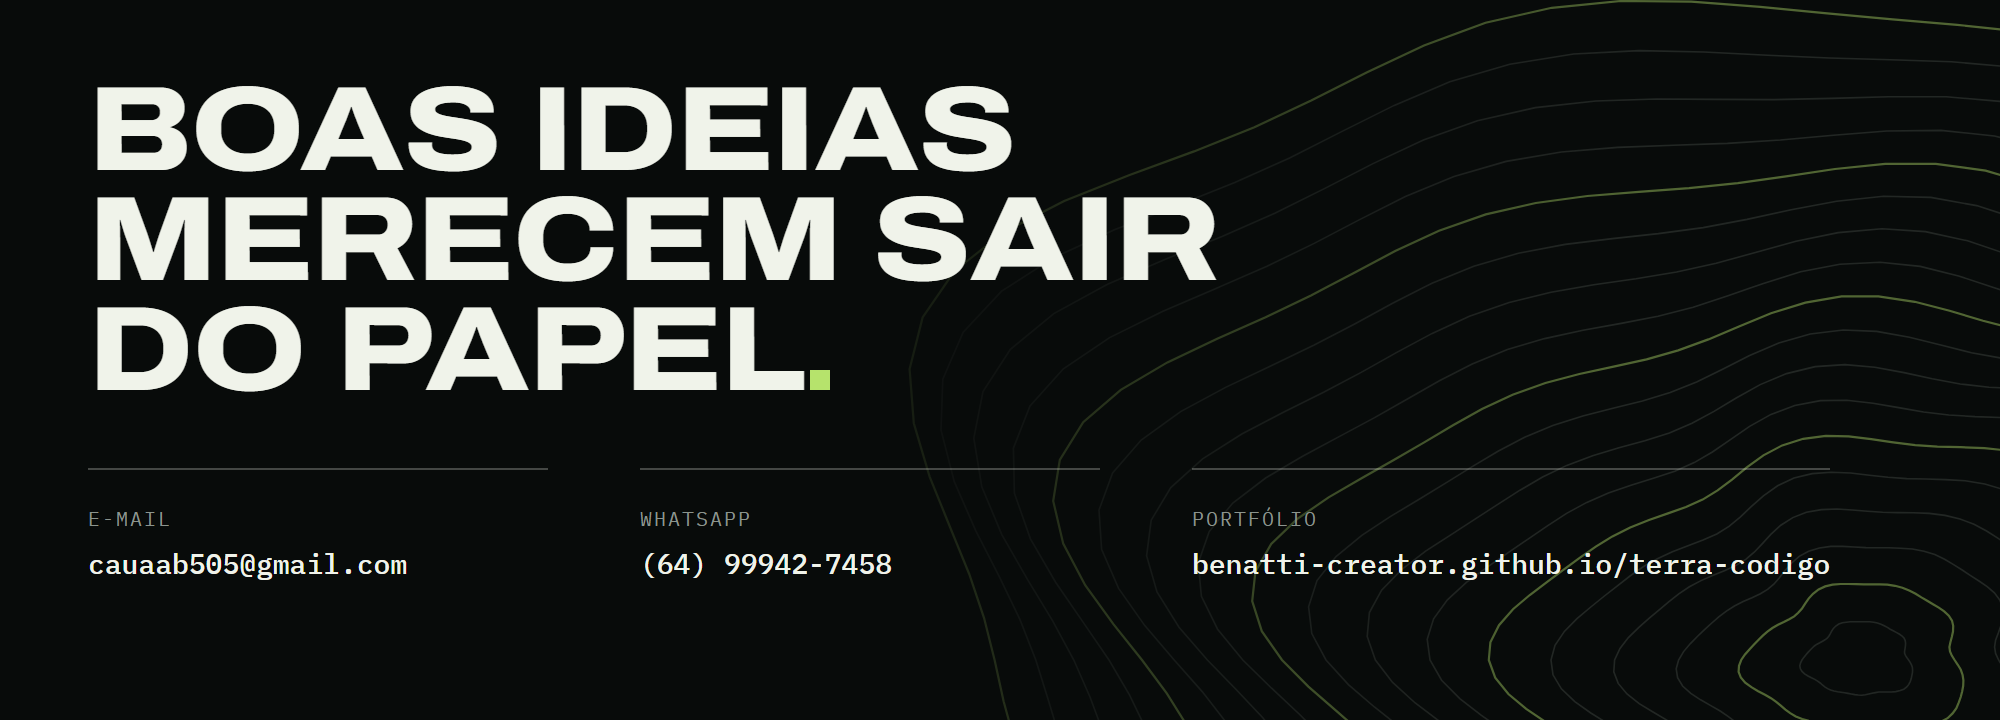 BOAS IDEIAS
MERECEM SAIR
DO PAPEL.
E-MAIL
cauaab505@gmail.com
WHATSAPP
(64) 99942-7458
PORTFÓLIO
benatti-creator.github.io/terra-codigo